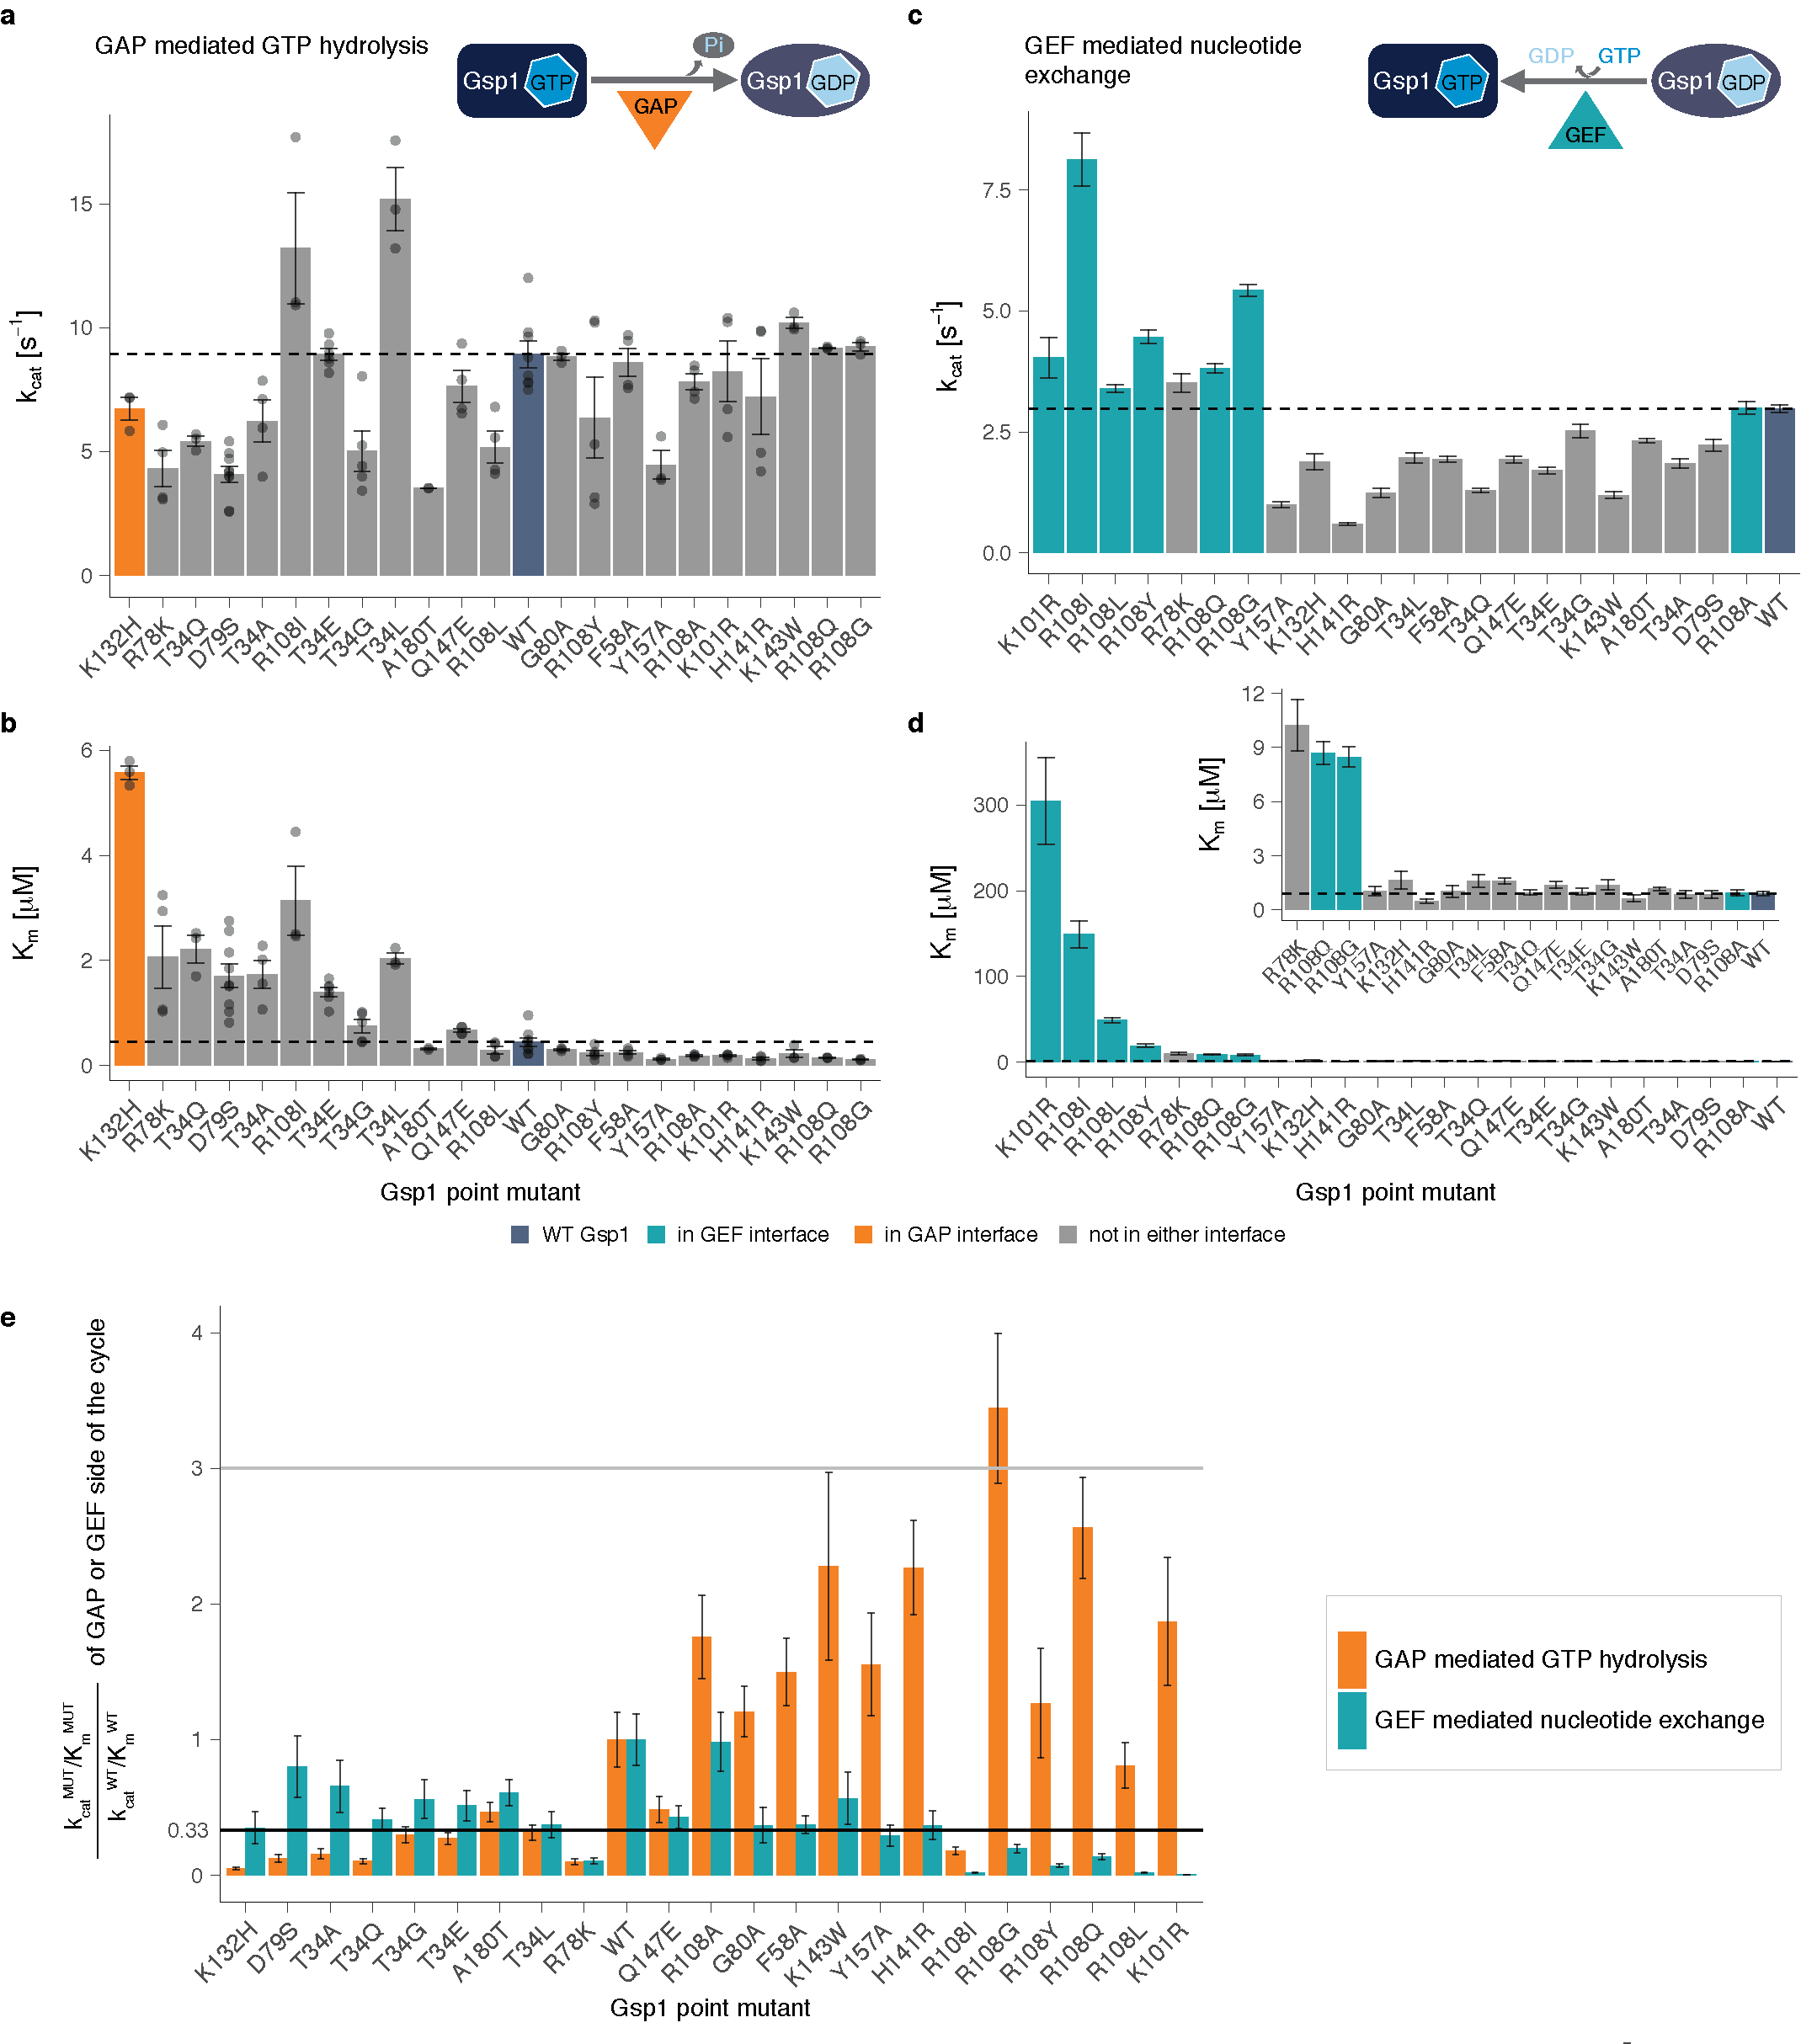 a
GAP mediated GTP hydrolysis
Gsp1 GTP
Pi
GAP
Gsp1 GDP
kcat [s−1]
15
10
5
0
K132H R78K T34Q D79S T34A R108I T34E T34G T34L A180T Q147E R108L WT G80A R108Y F58A Y157A R108A K101R H141R K143W R108Q R108G
c
GEF mediated nucleotide
exchange
Gsp1 GTP
GDP GTP
GEF
Gsp1 GDP
kcat [s−1]
7.5
5.0
2.5
0.0
K101R R108I R108L R108Y R78K R108Q R108G Y157A K132H H141R G80A T34L F58A T34Q Q147E T34E T34G K143W A180T T34A D79S R108A WT
b
Km [μM]
6
4
2
0
K132H R78K T34Q D79S T34A R108I T34E T34G T34L A180T Q147E R108L WT G80A R108Y F58A Y157A R108A K101R H141R K143W R108Q R108G
Gsp1 point mutant
d
Km [μM]
300
200
100
0
K101R R108I R108L R108Y R78K R108Q R108G Y157A K132H H141R G80A T34L F58A T34Q Q147E T34E T34G K143W A180T T34A D79S R108A WT
Gsp1 point mutant
Km [μM]
12
9
6
3
0
R78K R108Q R108G Y157A K132H H141R G80A T34L F58A T34Q Q147E T34E T34G K143W A180T T34A D79S R108A WT
WT Gsp1 in GEF interface in GAP interface not in either interface
e
kcatMUT/KmMUT
kcatWT/KmWT
of GAP or GEF side of the cycle
4
3
2
1
0.33
0
K132H D79S T34A T34Q T34G T34E A180T T34L R78K WT Q147E R108A G80A F58A K143W Y157A H141R R108I R108G R108Y R108Q R108L K101R
Gsp1 point mutant
GAP mediated GTP hydrolysis
GEF mediated nucleotide exchange